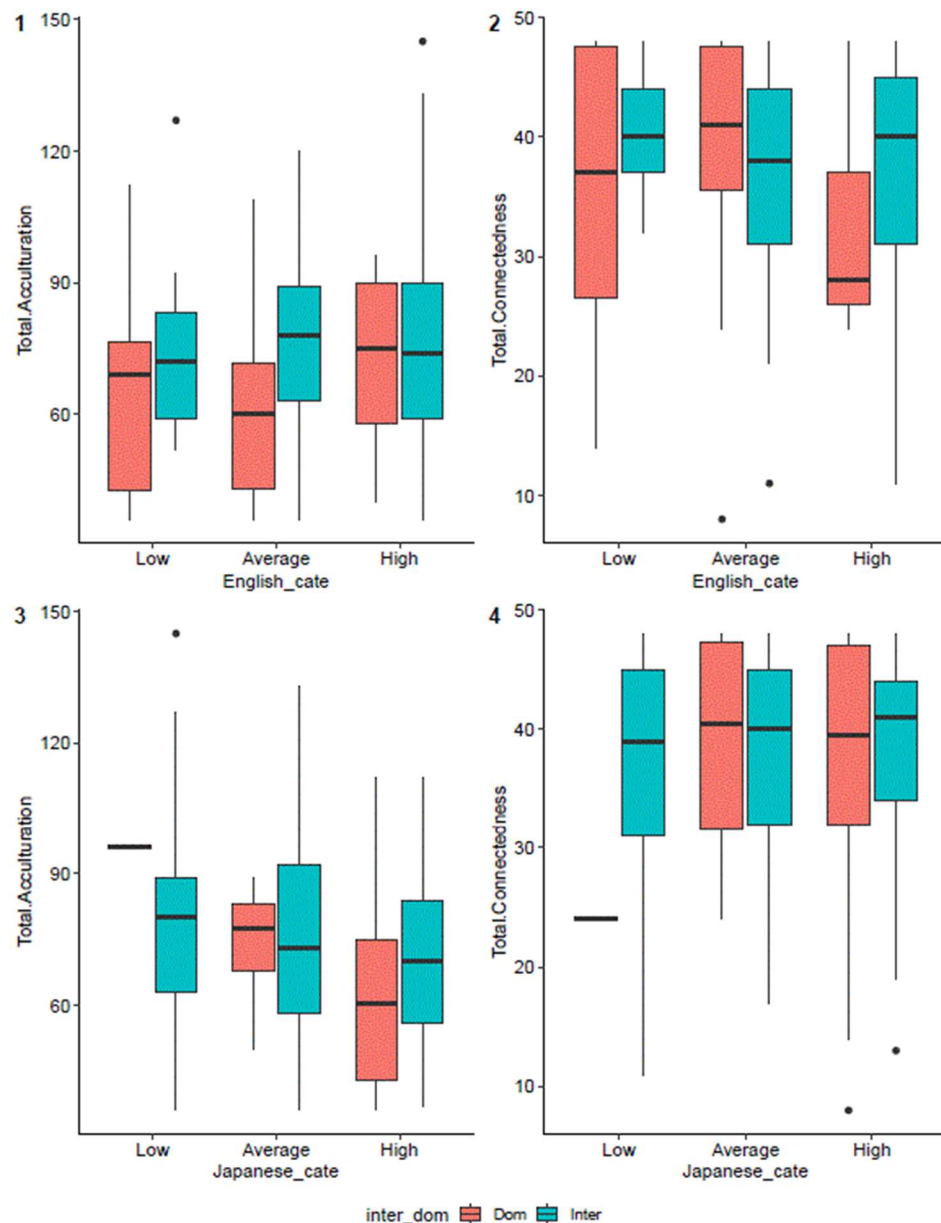 1
150
120
90
60
Total.Acculturation
Low Average High
English_cate
2
50
40
30
20
10
Total.Connectedness
Low Average High
English_cate
3
150
120
90
60
Total.Acculturation
Low Average High
Japanese_cate
4
50
40
30
20
10
Total.Connectedness
Low Average High
Japanese_cate
inter_dom Dom Inter